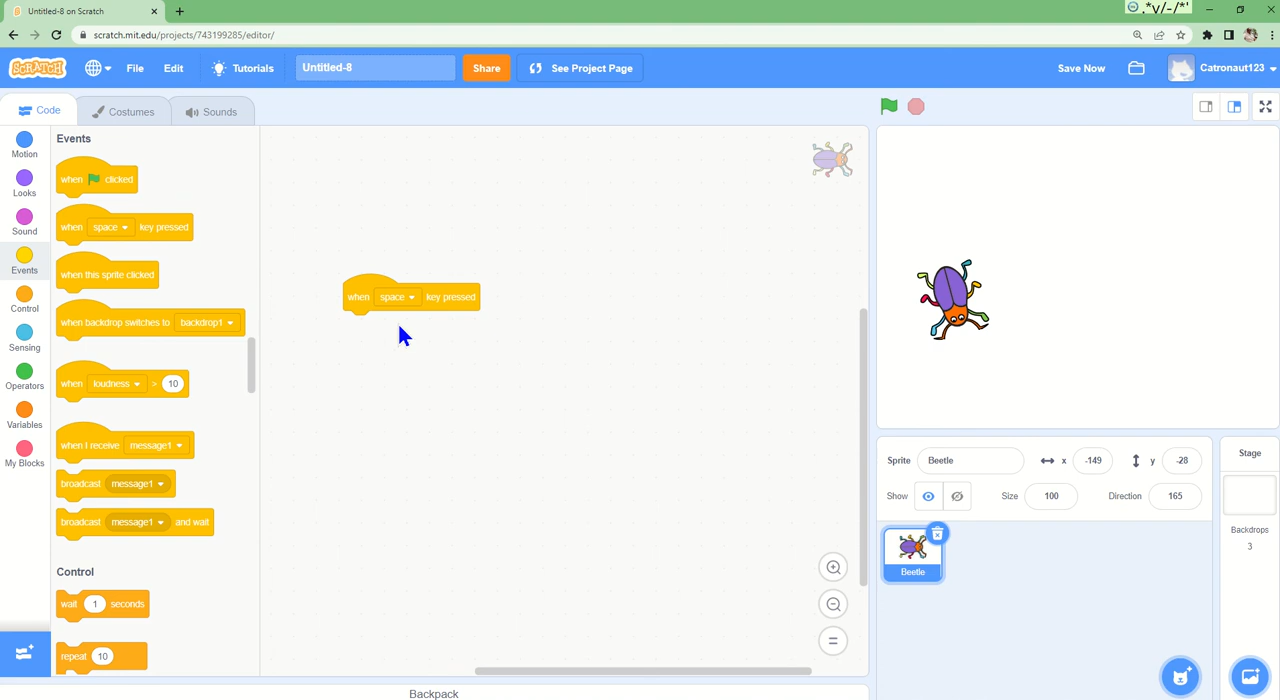 Untitled-8 on Scratch
.*v/-/*'
scratch.mit.edu/projects/743199285/editor/
SCRATCH File Edit Tutorials Untitled-8 Share See Project Page Save Now Catronaut123
Code Costumes Sounds
Motion
Looks
Sound
Events
Control
Sensing
Operators
Variables
My Blocks
Events
when clicked
when space key pressed
when this sprite clicked
when backdrop switches to backdrop1
when loudness > 10
when I receive message1
broadcast message1
broadcast message1 and wait
Control
wait 1 seconds
repeat 10
when space key pressed
Backpack
Sprite Beetle x -149 y -28
Show Size 100 Direction 165
Beetle
Stage
Backdrops
3